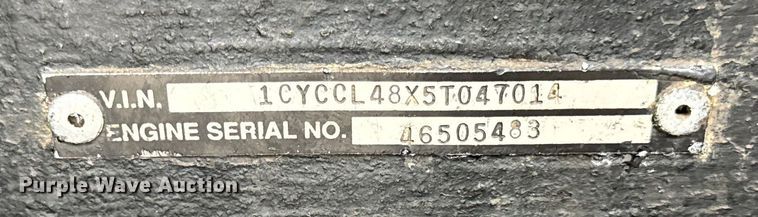 V.I.N. 1CYCCL48X5T047014
ENGINE SERIAL NO. 46505483
Purple Wave Auction